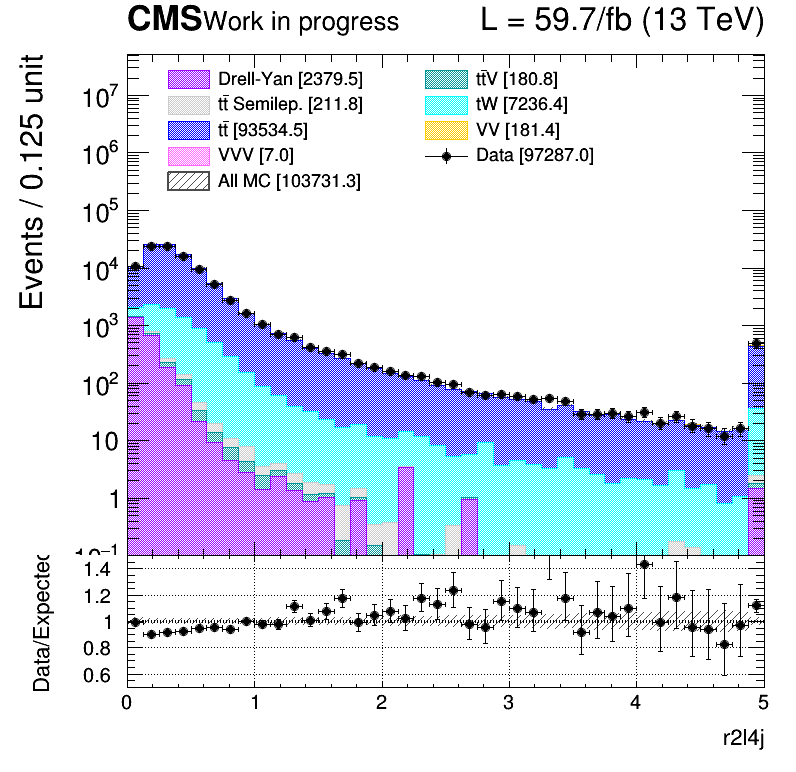 CMS Work in progress L = 59.7/fb (13 TeV)
Events / 0.125 unit
Drell-Yan [2379.5]
tt̄ Semilep. [211.8]
tt̄ [93534.5]
VVV [7.0]
All MC [103731.3]
tt̄V [180.8]
tW [7236.4]
VV [181.4]
Data [97287.0]
10⁷
10⁶
10⁵
10⁴
10³
10²
10
1
10⁻¹
Data/Expected
1.4
1.2
1
0.8
0.6
0 1 2 3 4 5
r2l4j